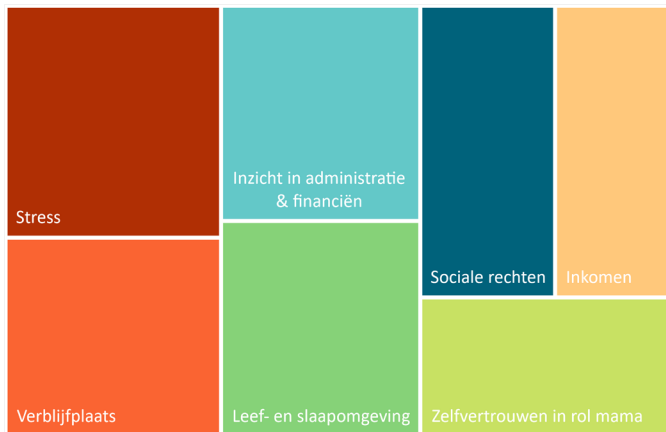 Stress
Verblijfplaats
Inzicht in administratie
& financiën
Leef- en slaapomgeving
Sociale rechten
Inkomen
Zelfvertrouwen in rol mama